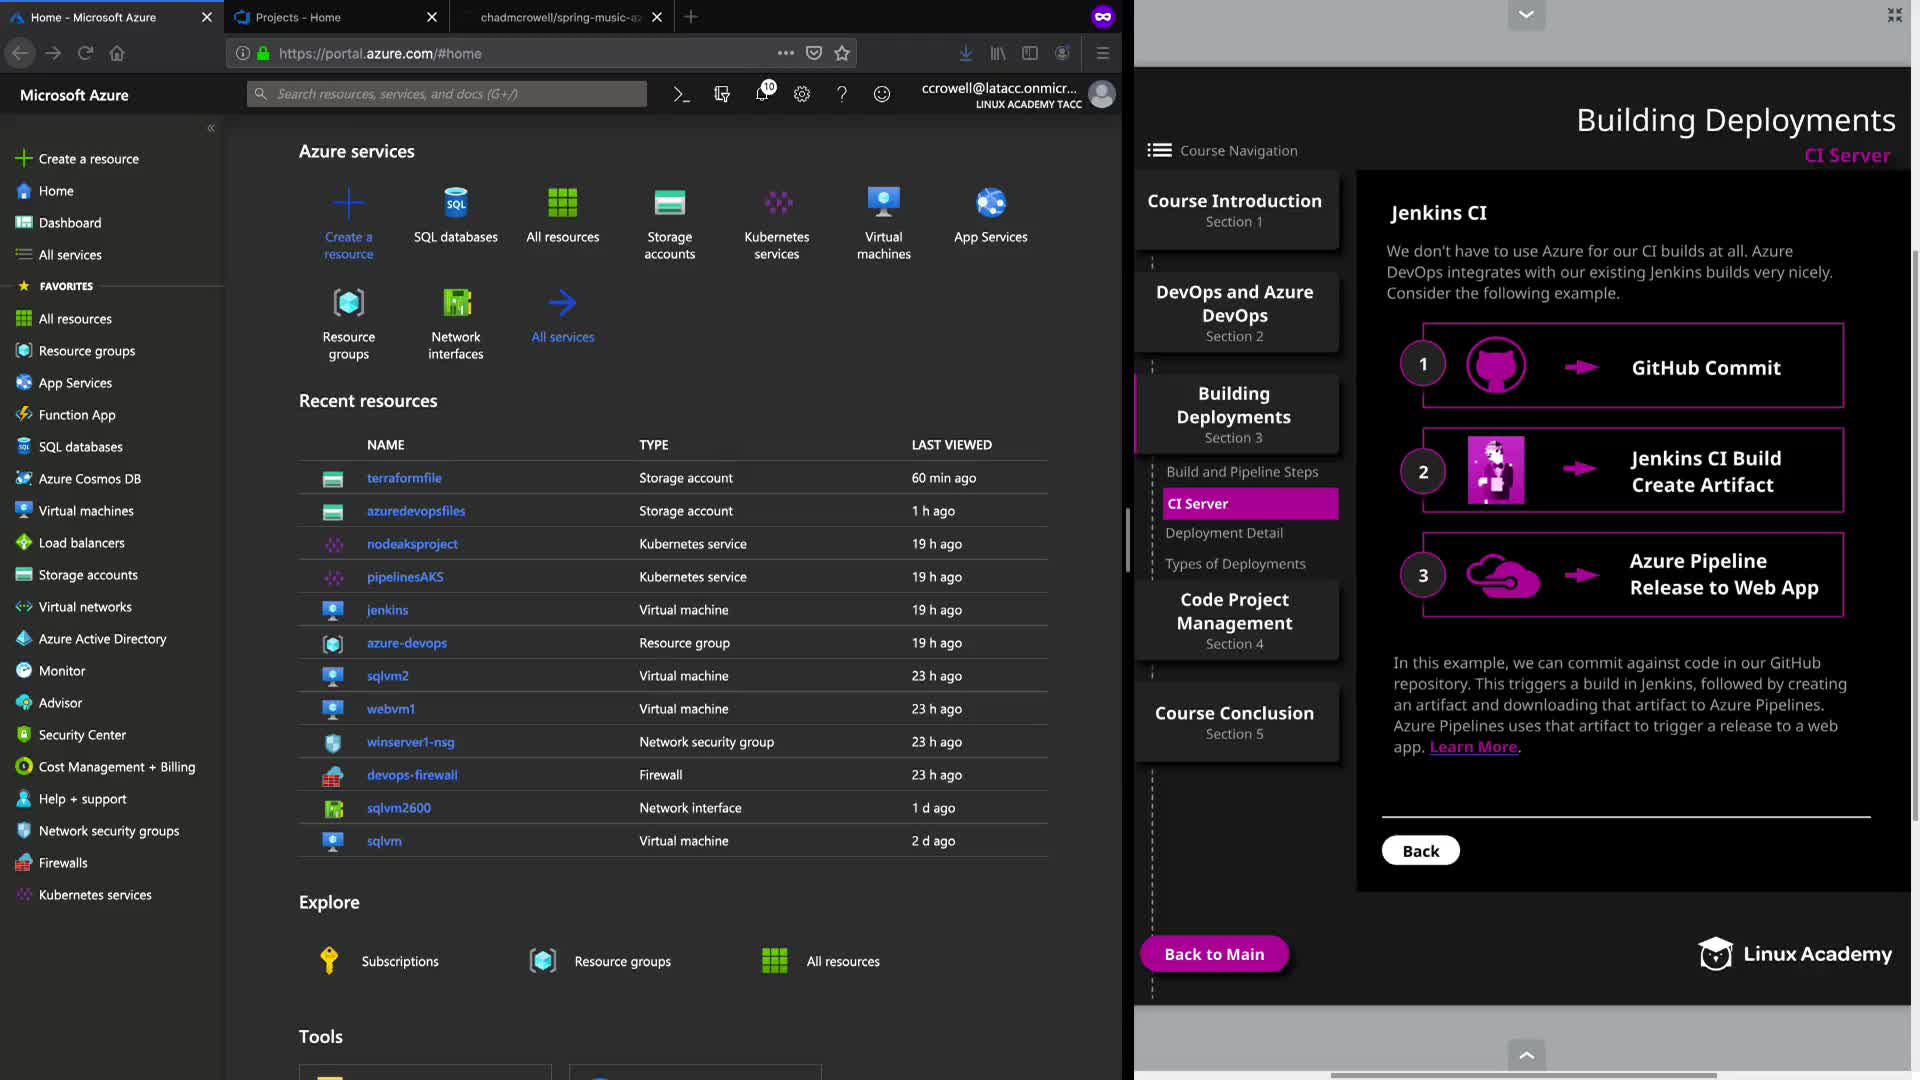 Home - Microsoft Azure
Projects - Home
chadmcrowell/spring-music-a
https://portal.azure.com/#home
Microsoft Azure
Search resources, services, and docs (G+/)
10
ccrowell@latacc.onmicr...
LINUX ACADEMY TACC
«
Create a resource
Home
Dashboard
All services
FAVORITES
All resources
Resource groups
App Services
Function App
SQL databases
Azure Cosmos DB
Virtual machines
Load balancers
Storage accounts
Virtual networks
Azure Active Directory
Monitor
Advisor
Security Center
Cost Management + Billing
Help + support
Network security groups
Firewalls
Kubernetes services
Azure services
Create a resource
SQL
SQL databases
All resources
Storage accounts
Kubernetes services
Virtual machines
App Services
Resource groups
Network interfaces
All services
Recent resources
NAME TYPE LAST VIEWED
terraformfile Storage account 60 min ago
azuredevopsfiles Storage account 1 h ago
nodeaksproject Kubernetes service 19 h ago
pipelinesAKS Kubernetes service 19 h ago
jenkins Virtual machine 19 h ago
azure-devops Resource group 19 h ago
sqlvm2 Virtual machine 23 h ago
webvm1 Virtual machine 23 h ago
winserver1-nsg Network security group 23 h ago
devops-firewall Firewall 23 h ago
sqlvm2600 Network interface 1 d ago
sqlvm Virtual machine 2 d ago
Explore
Subscriptions
Resource groups
All resources
Tools
Building Deployments
CI Server
Course Navigation
Course Introduction
Section 1
DevOps and Azure
DevOps
Section 2
Building
Deployments
Section 3
Build and Pipeline Steps
CI Server
Deployment Detail
Types of Deployments
Code Project
Management
Section 4
Course Conclusion
Section 5
Back to Main
Jenkins CI
We don't have to use Azure for our CI builds at all. Azure
DevOps integrates with our existing Jenkins builds very nicely.
Consider the following example.
1
GitHub Commit
2
Jenkins CI Build
Create Artifact
3
Azure Pipeline
Release to Web App
In this example, we can commit against code in our GitHub
repository. This triggers a build in Jenkins, followed by creating
an artifact and downloading that artifact to Azure Pipelines.
Azure Pipelines uses that artifact to trigger a release to a web
app. Learn More.
Back
Linux Academy